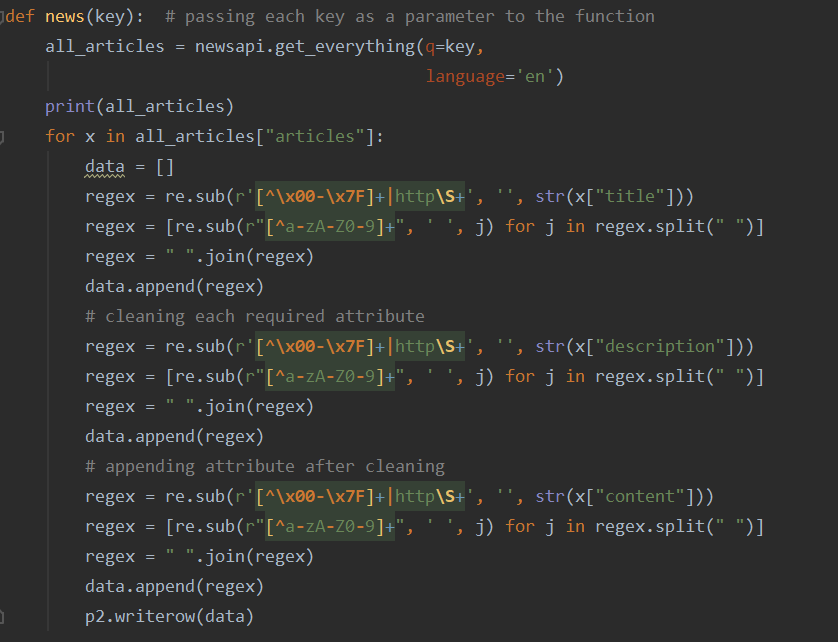 def news(key):  # passing each key as a parameter to the function
    all_articles = newsapi.get_everything(q=key,
                                          language='en')
    print(all_articles)
    for x in all_articles["articles"]:
        data = []
        regex = re.sub(r'[^\x00-\x7F]+|http\S+', '', str(x["title"]))
        regex = [re.sub(r"[^a-zA-Z0-9]+", ' ', j) for j in regex.split(" ")]
        regex = " ".join(regex)
        data.append(regex)
        # cleaning each required attribute
        regex = re.sub(r'[^\x00-\x7F]+|http\S+', '', str(x["description"]))
        regex = [re.sub(r"[^a-zA-Z0-9]+", ' ', j) for j in regex.split(" ")]
        regex = " ".join(regex)
        data.append(regex)
        # appending attribute after cleaning
        regex = re.sub(r'[^\x00-\x7F]+|http\S+', '', str(x["content"]))
        regex = [re.sub(r"[^a-zA-Z0-9]+", ' ', j) for j in regex.split(" ")]
        regex = " ".join(regex)
        data.append(regex)
        p2.writerow(data)